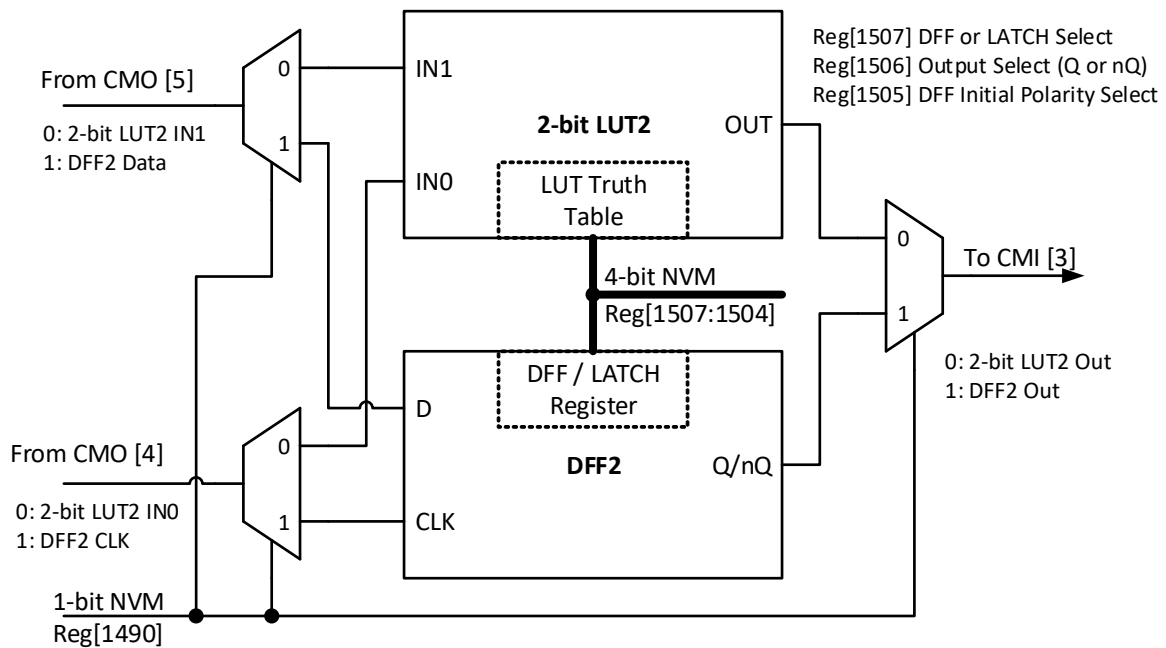 Reg[1507] DFF or LATCH Select
Reg[1506] Output Select (Q or nQ)
Reg[1505] DFF Initial Polarity Select
From CMO [5]
0: 2-bit LUT2 IN1
1: DFF2 Data
0
1
IN1
IN0
2-bit LUT2
OUT
LUT Truth
Table
4-bit NVM
Reg[1507:1504]
0
1
To CMI [3]
0: 2-bit LUT2 Out
1: DFF2 Out
DFF / LATCH
Register
D
CLK
DFF2
Q/nQ
From CMO [4]
0: 2-bit LUT2 IN0
1: DFF2 CLK
0
1
1-bit NVM
Reg[1490]